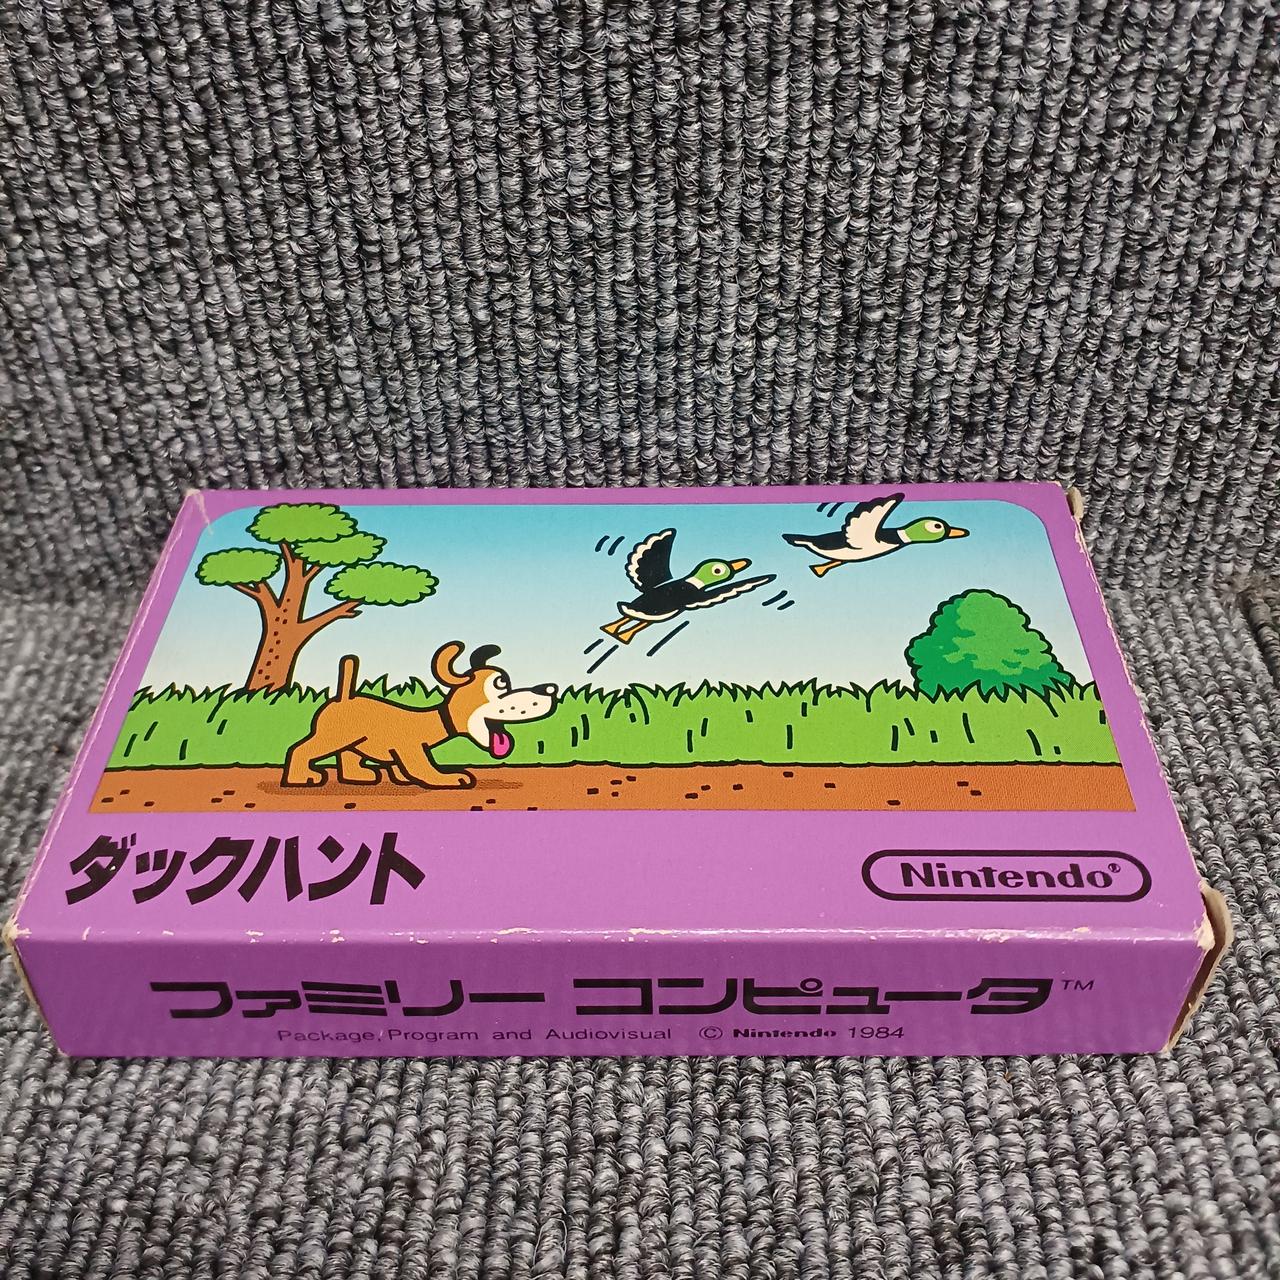 ダックハント
Nintendo®
ファミリー コンピュータ™
Package, Program and Audiovisual © Nintendo 1984